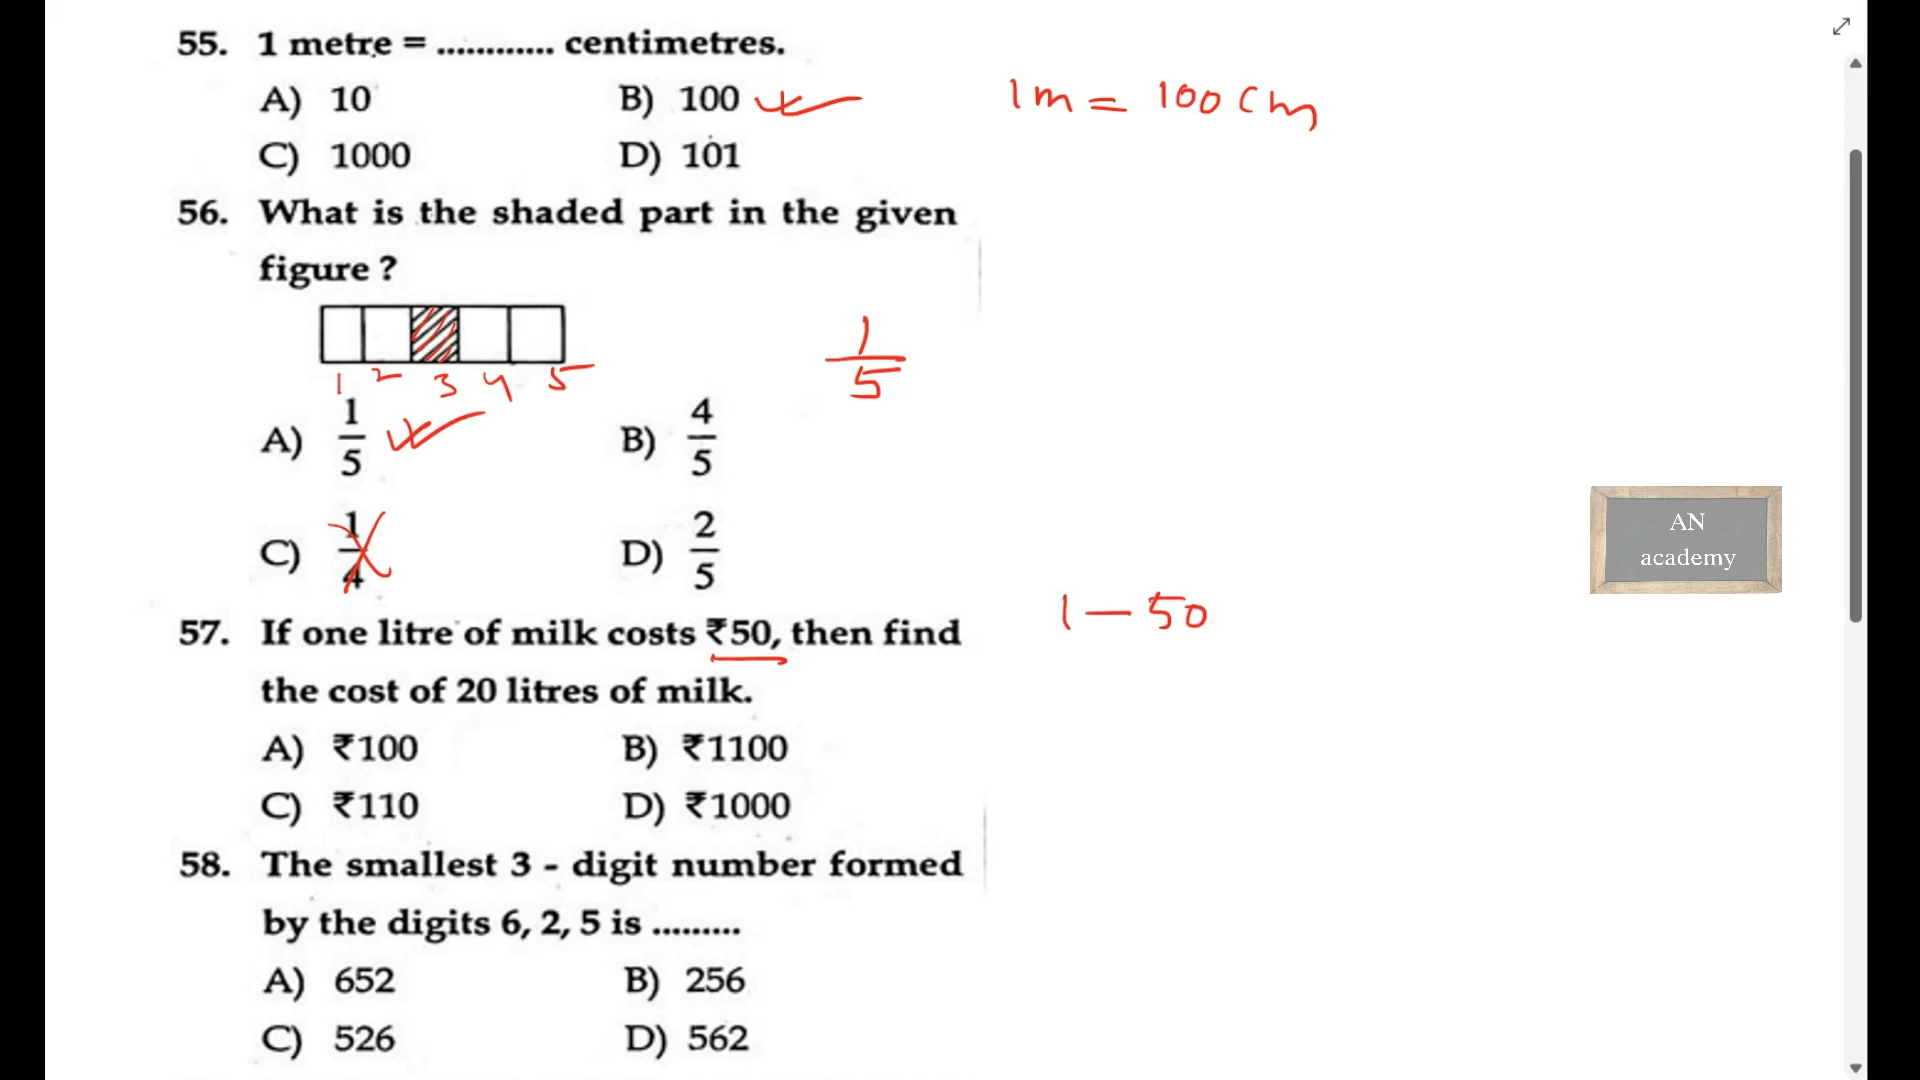 55. 1 metre = ............ centimetres.
1 m = 100 cm
A) 10 B) 100
C) 1000 D) 101
56. What is the shaded part in the given
figure ?
1 2 3 4 5
1/5
A) 1/5 B) 4/5
C) 1/4 D) 2/5
57. If one litre of milk costs ₹50, then find
1 — 50
the cost of 20 litres of milk.
A) ₹100 B) ₹1100
C) ₹110 D) ₹1000
58. The smallest 3 - digit number formed
by the digits 6, 2, 5 is .........
A) 652 B) 256
C) 526 D) 562
AN
academy